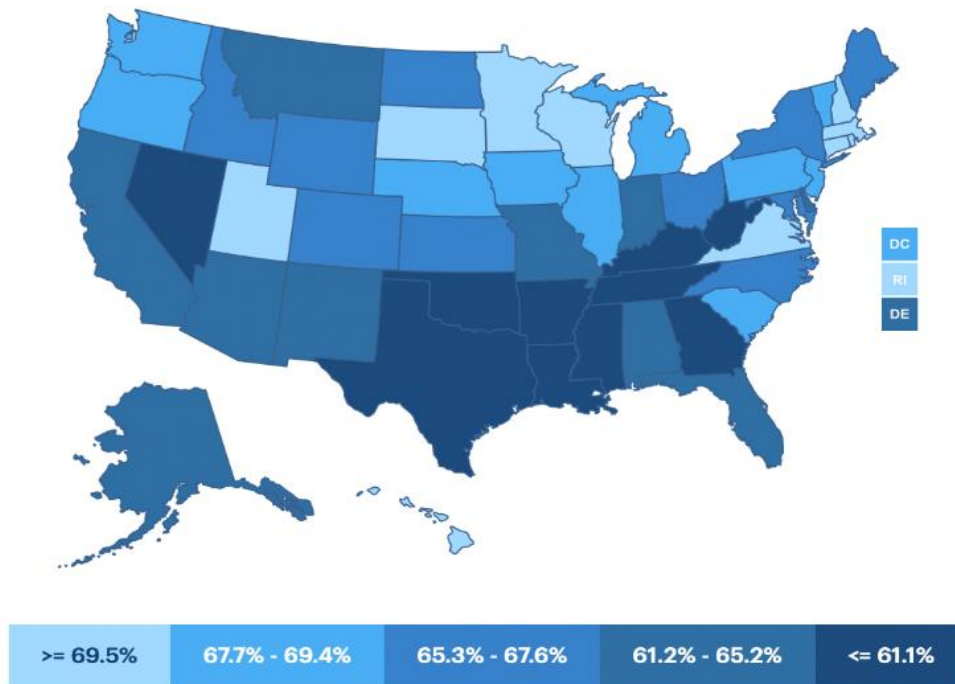 DC
RI
DE
>= 69.5% 67.7% - 69.4% 65.3% - 67.6% 61.2% - 65.2% <= 61.1%